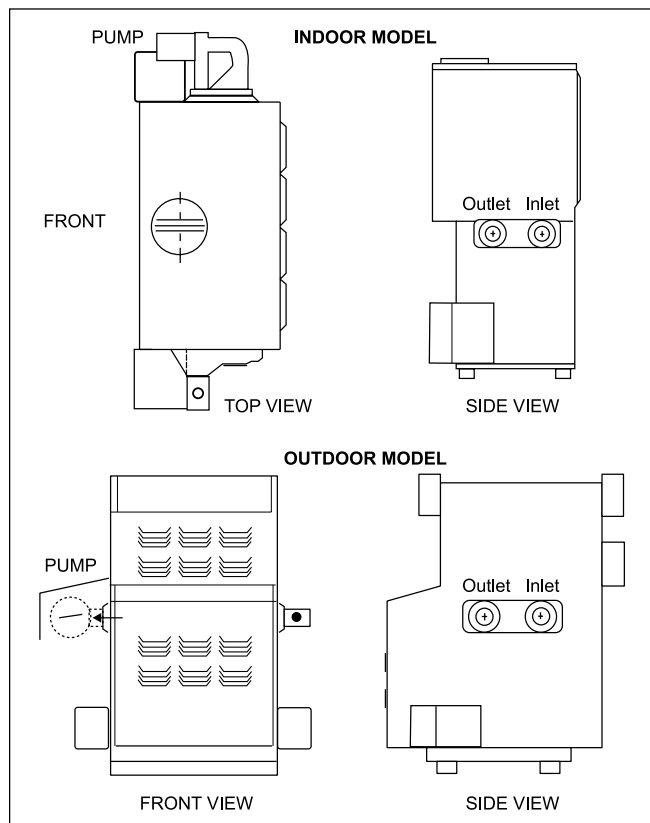 PUMP
INDOOR MODEL
Outlet Inlet
FRONT
TOP VIEW
SIDE VIEW
OUTDOOR MODEL
PUMP
Outlet Inlet
FRONT VIEW
SIDE VIEW